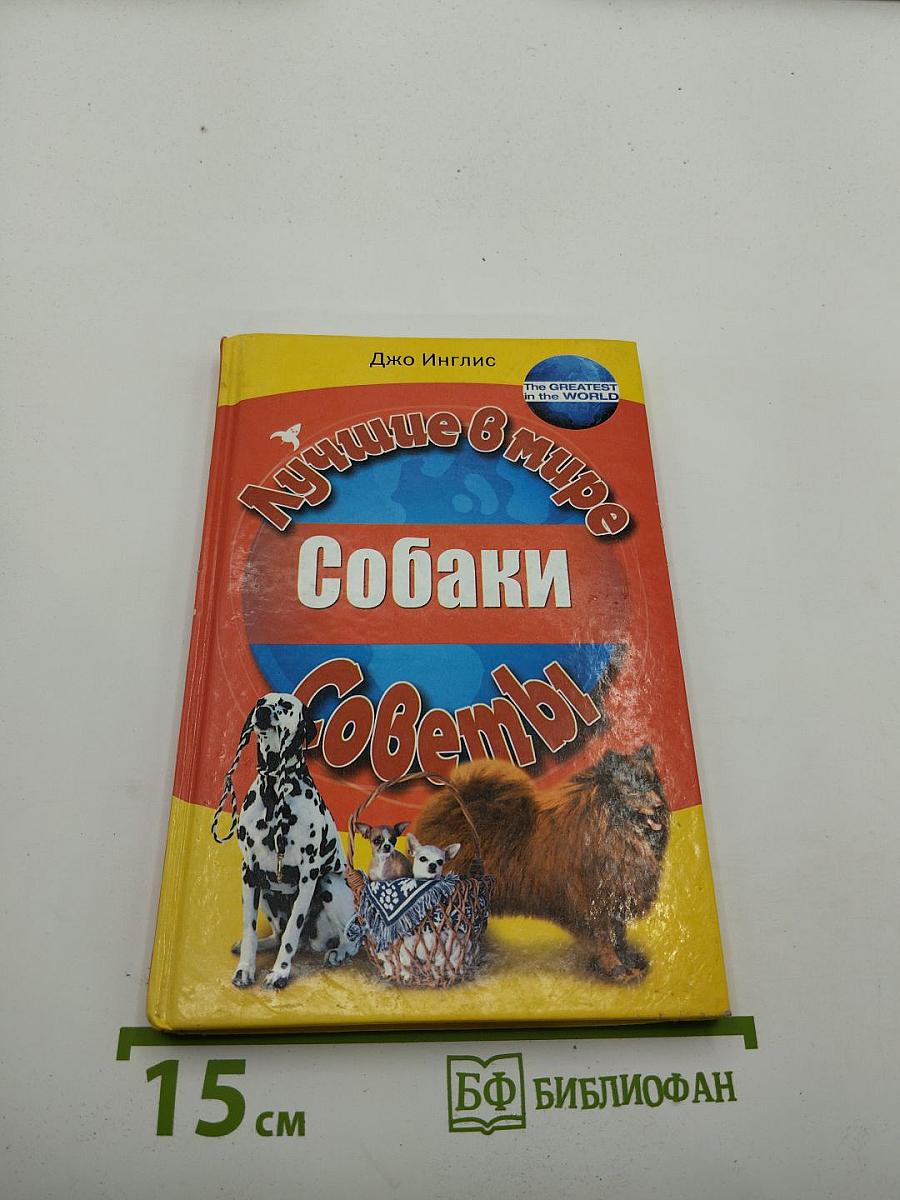 Джо Инглис
The GREATEST
in the WORLD
Лучшие в мире
Собаки
Советы
15 см
БФ БИБЛИОФАН